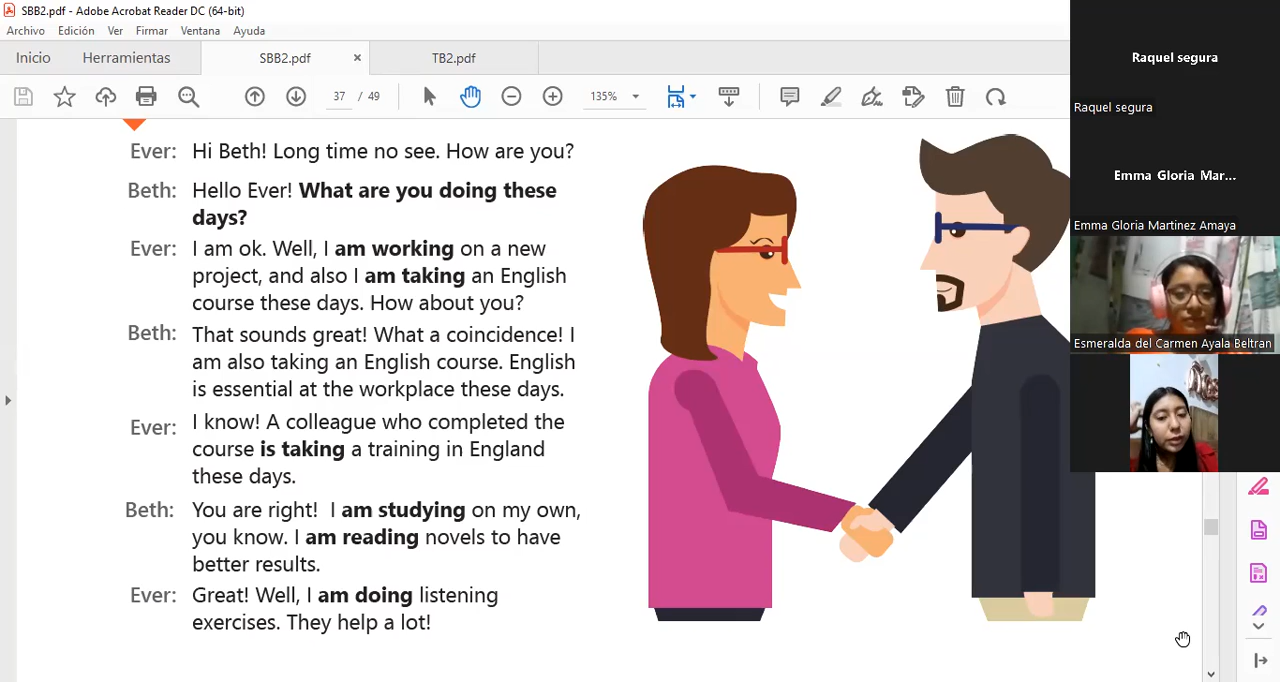 SBB2.pdf - Adobe Acrobat Reader DC (64-bit)
Archivo Edición Ver Firmar Ventana Ayuda
Inicio Herramientas SBB2.pdf × TB2.pdf
37 / 49 135%
Ever: Hi Beth! Long time no see. How are you?
Beth: Hello Ever! What are you doing these
days?
Ever: I am ok. Well, I am working on a new
project, and also I am taking an English
course these days. How about you?
Beth: That sounds great! What a coincidence! I
am also taking an English course. English
is essential at the workplace these days.
Ever: I know! A colleague who completed the
course is taking a training in England
these days.
Beth: You are right! I am studying on my own,
you know. I am reading novels to have
better results.
Ever: Great! Well, I am doing listening
exercises. They help a lot!
Raquel segura
Raquel segura
Emma Gloria Mar...
Emma Gloria Martinez Amaya
Esmeralda del Carmen Ayala Beltran